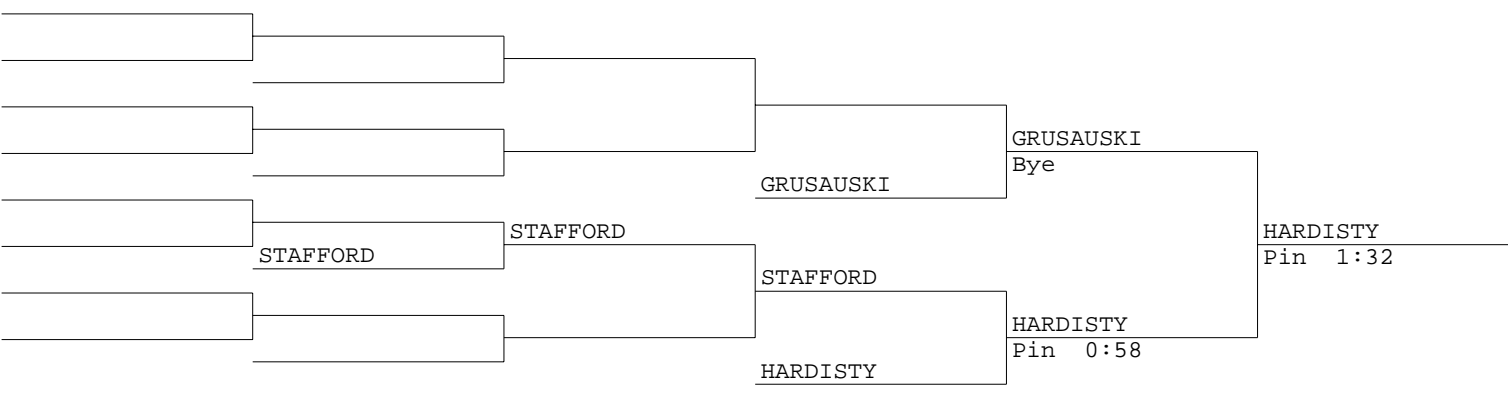 GRUSAUSKI
Bye
GRUSAUSKI
STAFFORD
HARDISTY
STAFFORD
Pin 1:32
STAFFORD
HARDISTY
Pin 0:58
HARDISTY